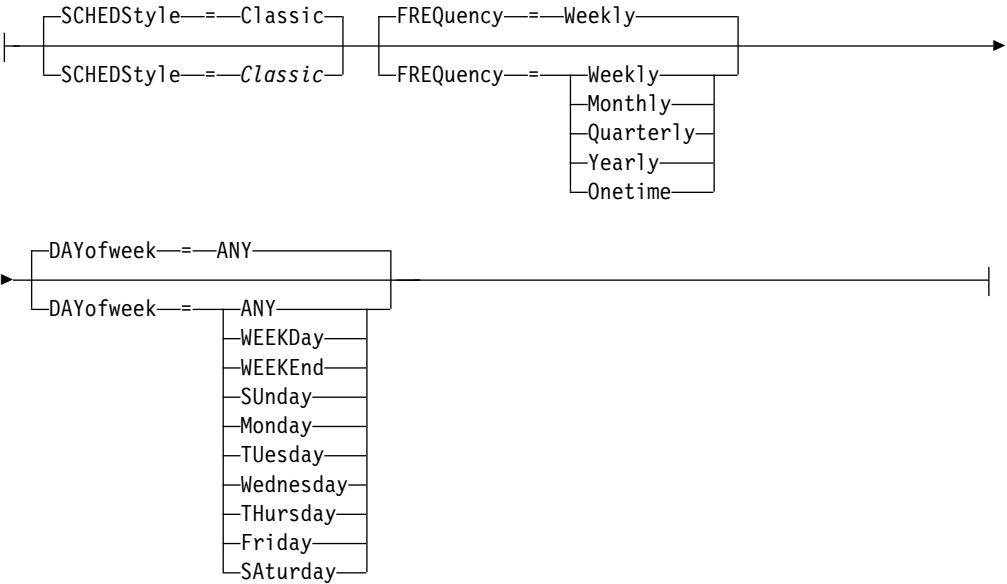 SCHEDStyle = Classic FREQuency = Weekly
SCHEDStyle = Classic FREQuency = Weekly
Monthly
Quarterly
Yearly
Onetime
DAYofweek = ANY
DAYofweek = ANY
WEEKDay
WEEKEnd
SUnday
Monday
TUesday
Wednesday
THursday
Friday
SAturday